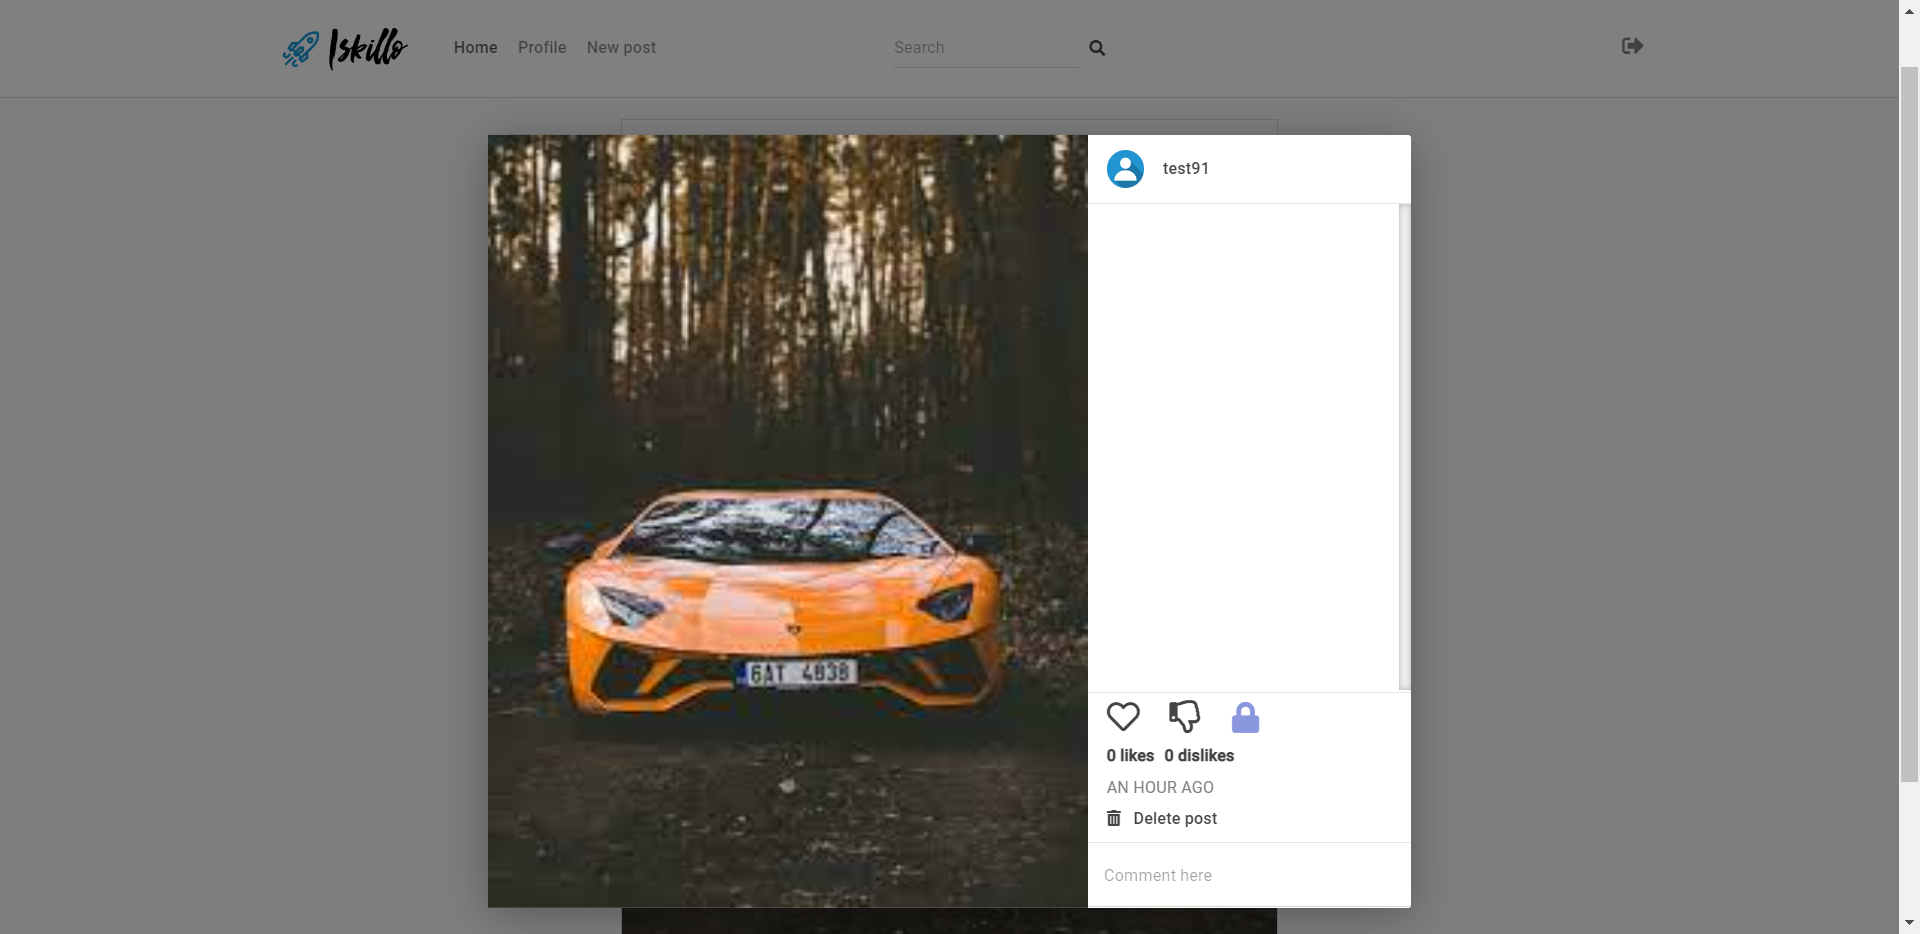 Iskillo
Home Profile New post
Search
test91
6AT 4838
0 likes 0 dislikes
AN HOUR AGO
Delete post
Comment here